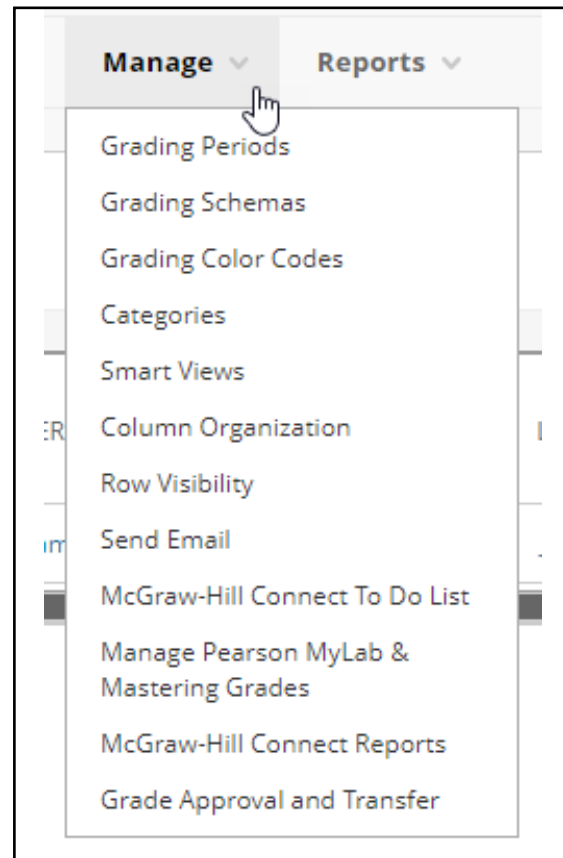 Manage Reports
Grading Periods
Grading Schemas
Grading Color Codes
Categories
Smart Views
Column Organization
Row Visibility
Send Email
McGraw-Hill Connect To Do List
Manage Pearson MyLab &
Mastering Grades
McGraw-Hill Connect Reports
Grade Approval and Transfer